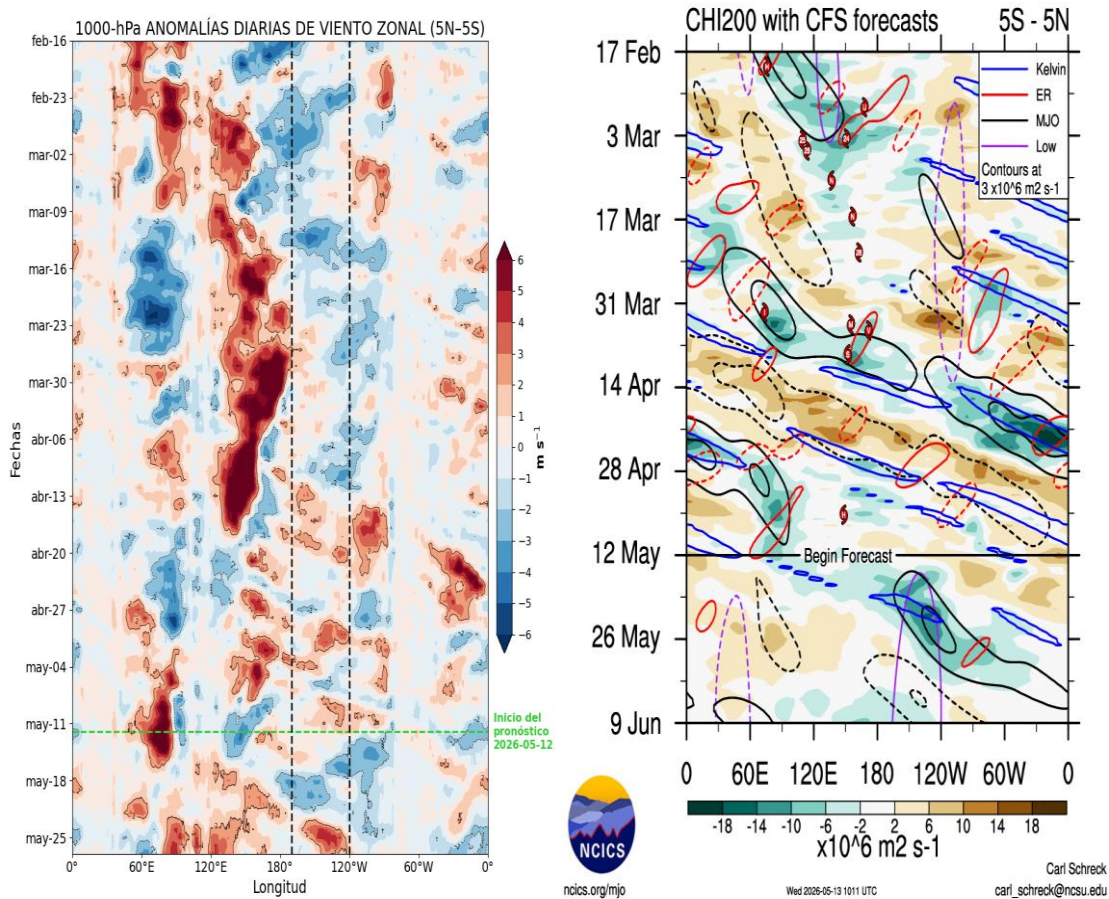 1000-hPa ANOMALÍAS DIARIAS DE VIENTO ZONAL (5N–5S)
feb-16
feb-23
mar-02
mar-09
mar-16
mar-23
mar-30
abr-06
abr-13
abr-20
abr-27
may-04
may-11
may-18
may-25
Fechas
0°
60°E
120°E
180°
120°W
60°W
0°
Longitud
6
5
4
3
2
1
0
−1
−2
−3
−4
−5
−6
m s⁻¹
Inicio del
pronóstico
2026-05-12
CHI200 with CFS forecasts 5S - 5N
17 Feb
3 Mar
17 Mar
31 Mar
14 Apr
28 Apr
12 May
26 May
9 Jun
Kelvin
ER
MJO
Low
Contours at
3 x10^6 m2 s-1
Begin Forecast
0 60E 120E 180 120W 60W 0
-18 -14 -10 -6 -2 2 6 10 14 18
x10^6 m2 s-1
NCICS
ncics.org/mjo
Wed 2026-05-13 1011 UTC
Carl Schreck
carl_schreck@ncsu.edu